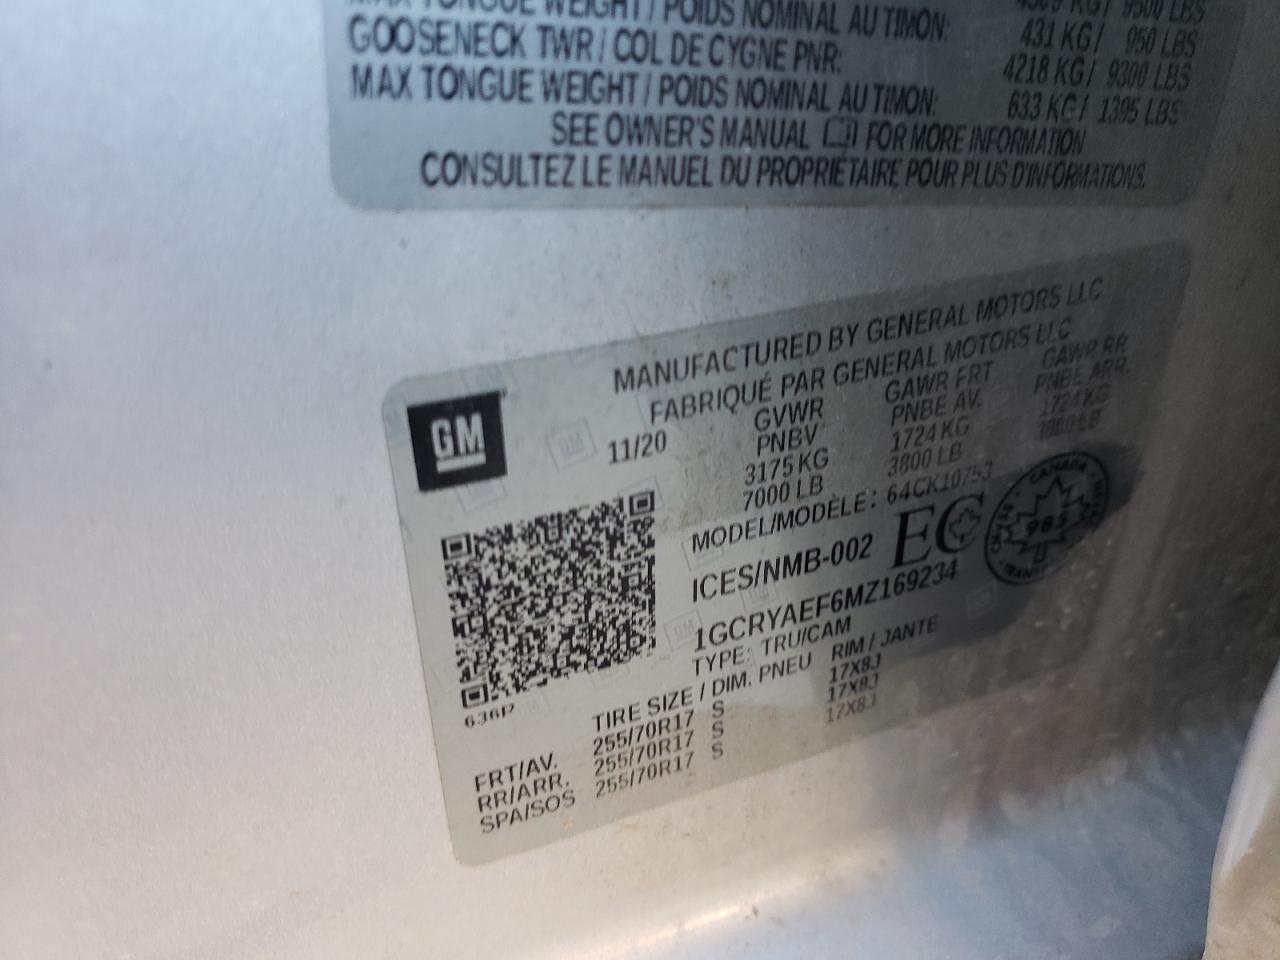 MAX TONGUE WEIGHT / POIDS NOMINAL AU TIMON: 431 KG / 950 LBS
GOOSENECK TWR / COL DE CYGNE PNR: 4218 KG / 9300 LBS
MAX TONGUE WEIGHT / POIDS NOMINAL AU TIMON: 633 KG / 1395 LBS
SEE OWNER'S MANUAL FOR MORE INFORMATION
CONSULTEZ LE MANUEL DU PROPRIÉTAIRE POUR PLUS D'INFORMATIONS.
GM
MANUFACTURED BY GENERAL MOTORS LLC
FABRIQUÉ PAR GENERAL MOTORS LLC
11/20 GVWR GAWR FRT GAWR RR
PNBV PNBE AV. PNBE ARR.
3175 KG 1724 KG 1724 KG
7000 LB 3800 LB 3800 LB
MODEL/MODÈLE: 64CK10753
ICES/NMB-002 EC
CANADA
985
1GCRYAEF6MZ169234
TYPE: TRU/CAM
636P
TIRE SIZE / DIM. PNEU RIM / JANTE
FRT/AV. 255/70R17 S 17X8J
RR/ARR. 255/70R17 S 17X8J
SPA/SOS 255/70R17 S 17X8J